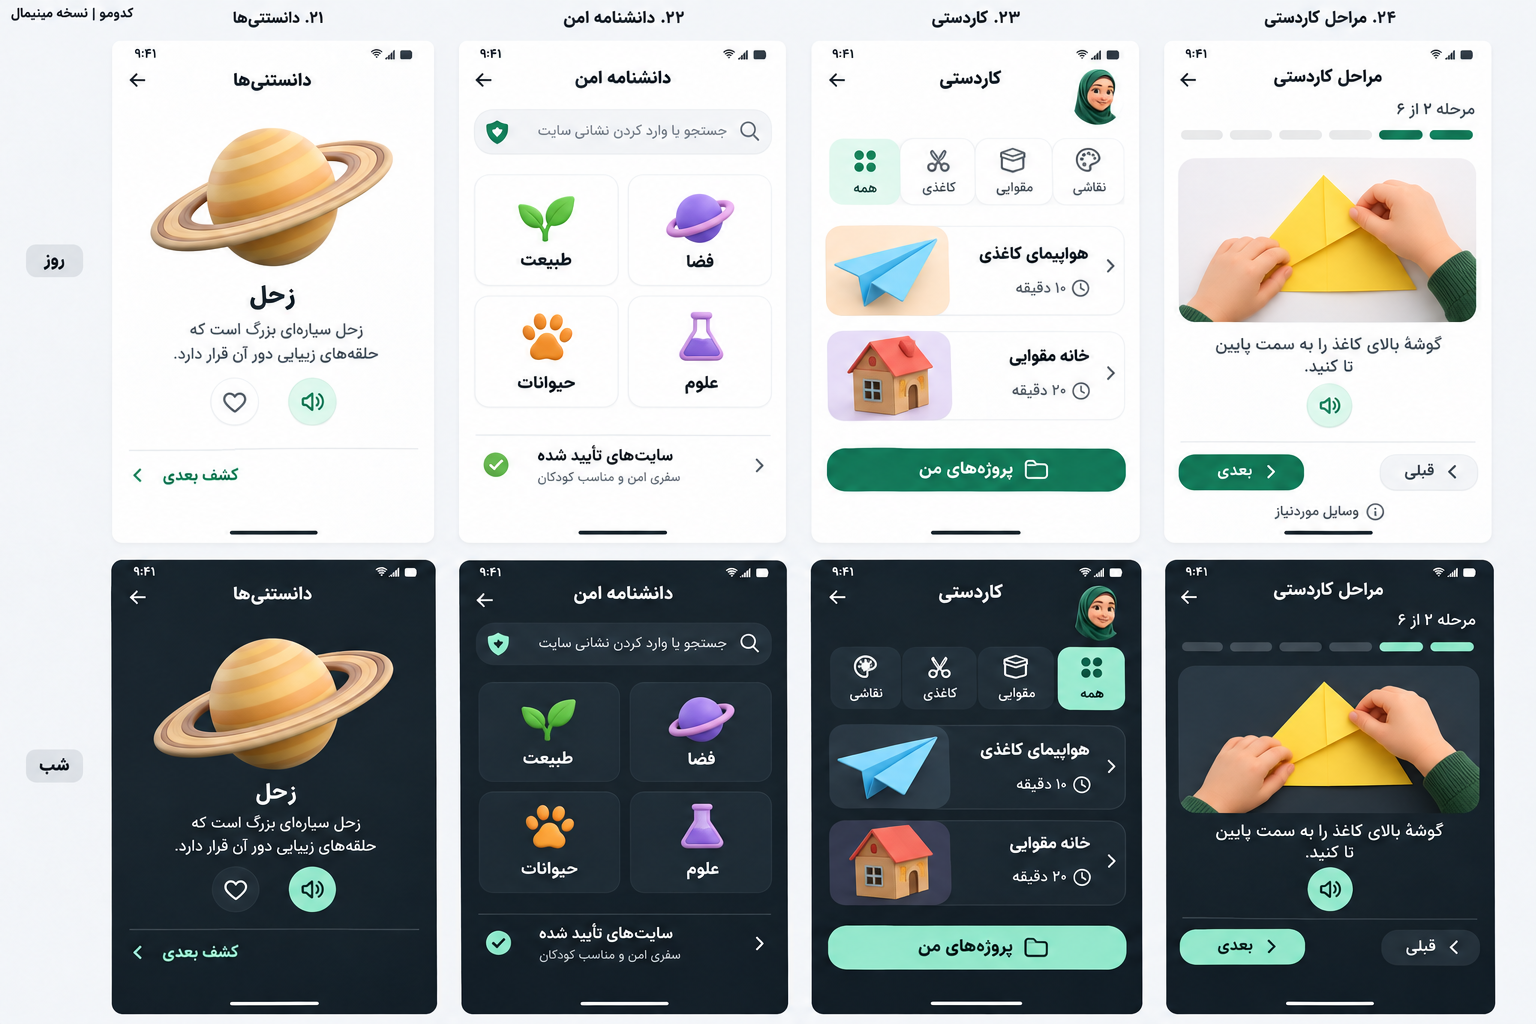 کدومو | نسخه مینیمال
۲۱. دانستنی‌ها
۲۲. دانشنامه امن
۲۳. کاردستی
۲۴. مراحل کاردستی
روز
۹:۴۱
دانستنی‌ها
زحل
زحل سیاره‌ای بزرگ است که
حلقه‌های زیبایی دور آن قرار دارد.
کشف بعدی
۹:۴۱
دانشنامه امن
جستجو یا وارد کردن نشانی سایت
فضا
طبیعت
علوم
حیوانات
سایت‌های تأیید شده
سفری امن و مناسب کودکان
۹:۴۱
کاردستی
نقاشی
مقوایی
کاغذی
همه
هواپیمای کاغذی
۱۰ دقیقه
خانه مقوایی
۲۰ دقیقه
پروژه‌های من
۹:۴۱
مراحل کاردستی
مرحله ۲ از ۶
گوشهٔ بالای کاغذ را به سمت پایین
تا کنید.
قبلی
بعدی
وسایل موردنیاز
شب
۹:۴۱
دانستنی‌ها
زحل
زحل سیاره‌ای بزرگ است که
حلقه‌های زیبایی دور آن قرار دارد.
کشف بعدی
۹:۴۱
دانشنامه امن
جستجو یا وارد کردن نشانی سایت
فضا
طبیعت
علوم
حیوانات
سایت‌های تأیید شده
سفری امن و مناسب کودکان
۹:۴۱
کاردستی
همه
مقوایی
کاغذی
نقاشی
هواپیمای کاغذی
۱۰ دقیقه
خانه مقوایی
۲۰ دقیقه
پروژه‌های من
۹:۴۱
مراحل کاردستی
مرحله ۲ از ۶
گوشهٔ بالای کاغذ را به سمت پایین
تا کنید.
قبلی
بعدی